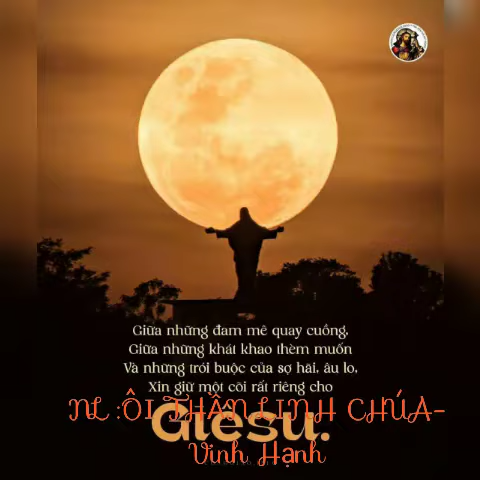 Giữa những đam mê quay cuồng,
Giữa những khát khao thèm muốn
Và những trói buộc của sợ hãi, âu lo,
Xin giữ một cõi rất riêng cho
Giêsu.
NL :ÔI THẦN LINH CHÚA-
Vinh Hạnh